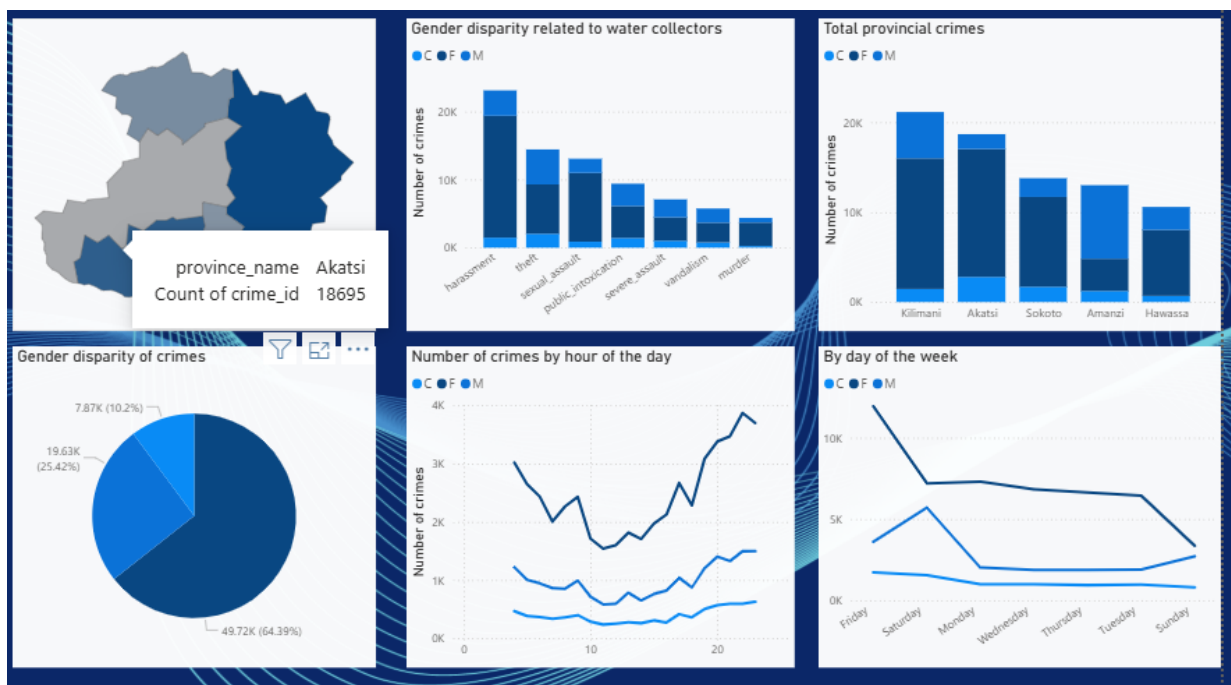 province_name Akatsi
Count of crime_id 18695
Gender disparity related to water collectors
C F M
Number of crimes
20K
10K
0K
harassment
theft
sexual_assault
public_intoxication
severe_assault
vandalism
murder
Total provincial crimes
C F M
Number of crimes
20K
10K
0K
Kilimani Akatsi Sokoto Amanzi Hawassa
Gender disparity of crimes
7.87K (10.2%)
19.63K
(25.42%)
49.72K (64.39%)
Number of crimes by hour of the day
C F M
Number of crimes
4K
3K
2K
1K
0K
0 10 20
By day of the week
C F M
10K
5K
0K
Friday
Saturday
Monday
Wednesday
Thursday
Tuesday
Sunday